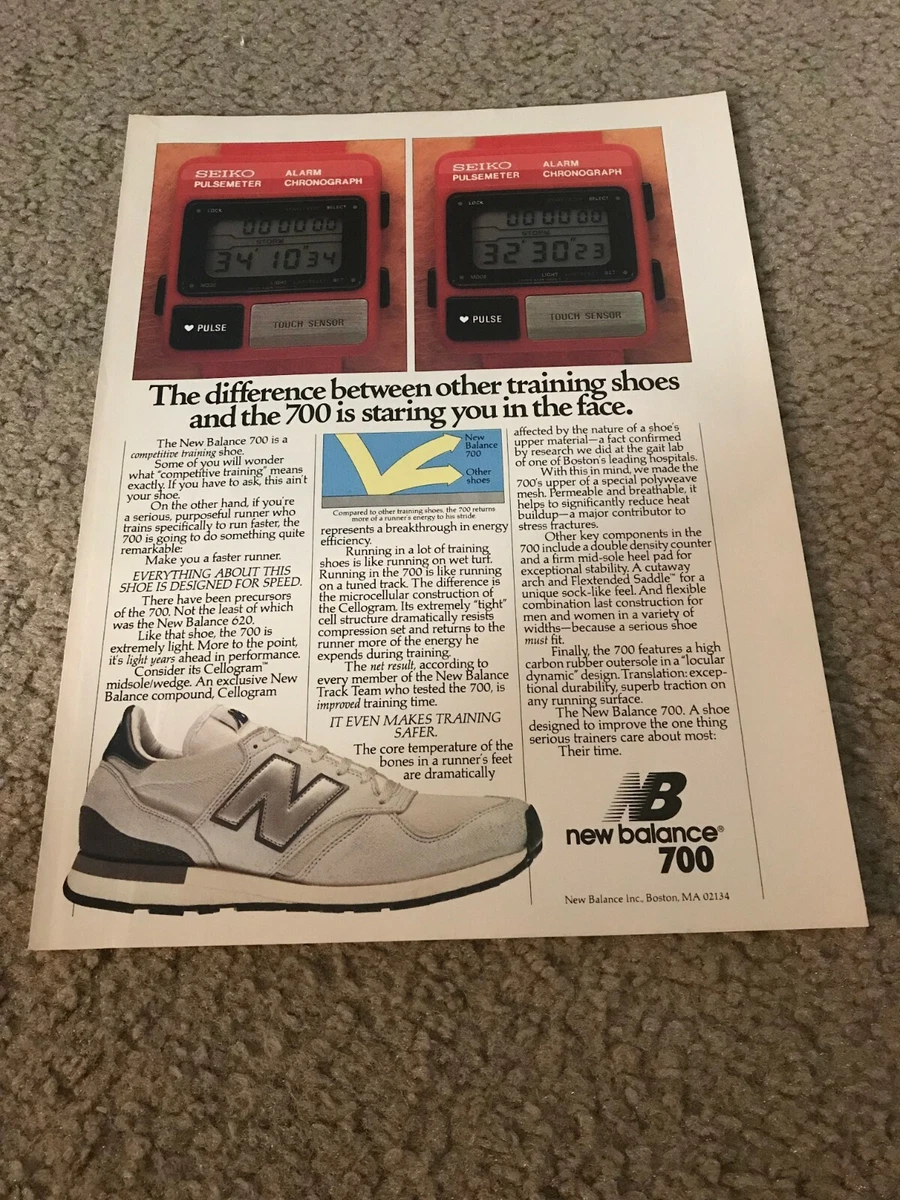 SEIKO
PULSEMETER
ALARM
CHRONOGRAPH
LOCK
SELECT
00'00'00
34'10"34
MODE
LIGHT
♥ PULSE
TOUCH SENSOR
SEIKO
PULSEMETER
ALARM
CHRONOGRAPH
LOCK
SELECT
00'00'00
32'30"23
MODE
LIGHT
SET
♥ PULSE
TOUCH SENSOR
The difference between other training shoes
and the 700 is staring you in the face.
The New Balance 700 is a
competitive training shoe.
Some of you will wonder
what "competitive training" means
exactly. If you have to ask, this ain't
your shoe.
On the other hand, if you're
a serious, purposeful runner who
trains specifically to run faster, the
700 is going to do something quite
remarkable:
Make you a faster runner.
EVERYTHING ABOUT THIS
SHOE IS DESIGNED FOR SPEED.
There have been precursors
of the 700. Not the least of which
was the New Balance 620.
Like that shoe, the 700 is
extremely light. More to the point,
it's light years ahead in performance.
Consider its Cellogram™
midsole/wedge. An exclusive New
Balance compound, Cellogram
New
Balance
700
Other
shoes
Compared to other training shoes, the 700 returns
more of a runner's energy to his stride.
represents a breakthrough in energy
efficiency.
Running in a lot of training
shoes is like running on wet turf.
Running in the 700 is like running
on a tuned track. The difference is
the microcellular construction of
the Cellogram. Its extremely "tight"
cell structure dramatically resists
compression set and returns to the
runner more of the energy he
expends during training.
The net result, according to
every member of the New Balance
Track Team who tested the 700, is
improved training time.
IT EVEN MAKES TRAINING
SAFER.
The core temperature of the
bones in a runner's feet
are dramatically
affected by the nature of a shoe's
upper material—a fact confirmed
by research we did at the gait lab
of one of Boston's leading hospitals.
With this in mind, we made the
700's upper of a special polyweave
mesh. Permeable and breathable, it
helps to significantly reduce heat
buildup—a major contributor to
stress fractures.
Other key components in the
700 include a double density counter
and a firm mid-sole heel pad for
exceptional stability. A cutaway
arch and Flextended Saddle™ for a
unique sock-like feel. And flexible
combination last construction for
men and women in a variety of
widths—because a serious shoe
must fit.
Finally, the 700 features a high
carbon rubber outersole in a "locular
dynamic" design. Translation: excep-
tional durability, superb traction on
any running surface.
The New Balance 700. A shoe
designed to improve the one thing
serious trainers care about most:
Their time.
N
NB
new balance®
700
New Balance Inc., Boston, MA 02134